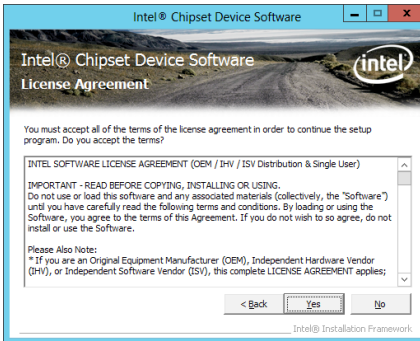 Intel® Chipset Device Software
Intel® Chipset Device Software
License Agreement
intel
You must accept all of the terms of the license agreement in order to continue the setup
program. Do you accept the terms?
INTEL SOFTWARE LICENSE AGREEMENT (OEM / IHV / ISV Distribution & Single User)
IMPORTANT - READ BEFORE COPYING, INSTALLING OR USING.
Do not use or load this software and any associated materials (collectively, the "Software")
until you have carefully read the following terms and conditions. By loading or using the
Software, you agree to the terms of this Agreement. If you do not wish to so agree, do not
install or use the Software.
Please Also Note:
* If you are an Original Equipment Manufacturer (OEM), Independent Hardware Vendor
(IHV), or Independent Software Vendor (ISV), this complete LICENSE AGREEMENT applies;
< Back Yes No
Intel® Installation Framework